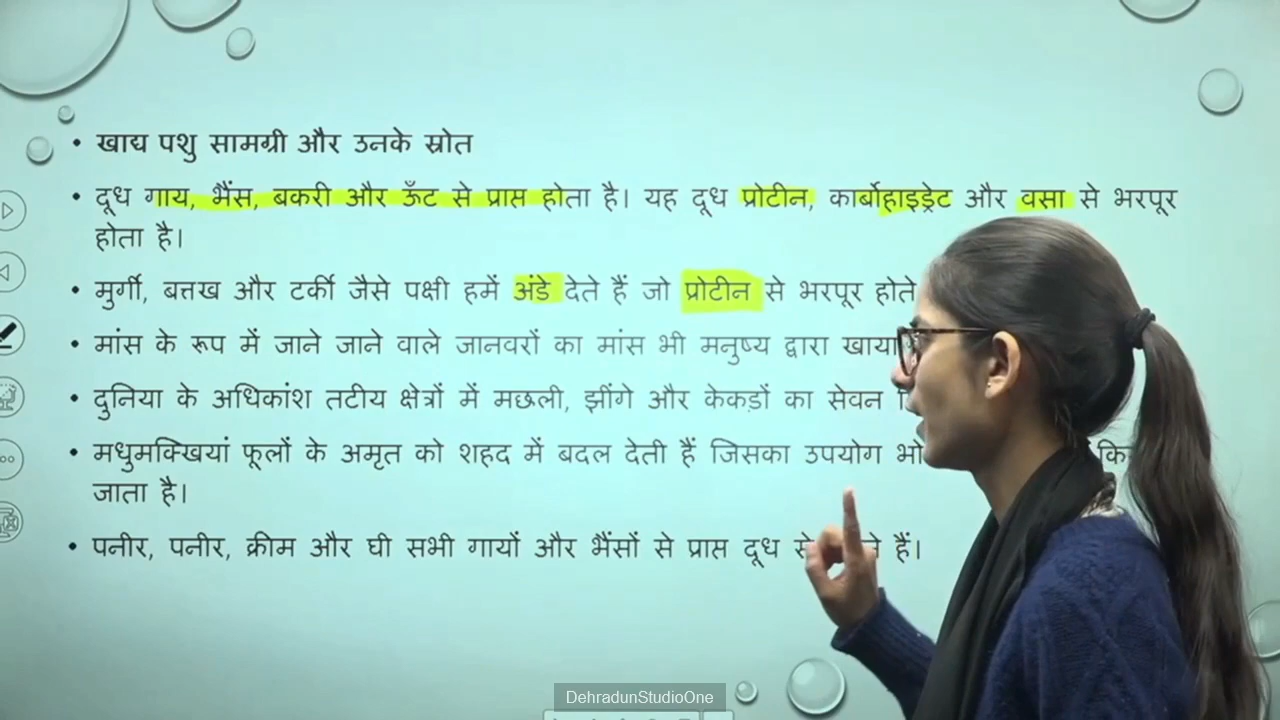 खाद्य पशु सामग्री और उनके स्रोत
दूध गाय, भैंस, बकरी और ऊँट से प्राप्त होता है। यह दूध प्रोटीन, कार्बोहाइड्रेट और वसा से भरपूर
होता है।
मुर्गी, बत्तख और टर्की जैसे पक्षी हमें अंडे देते हैं जो प्रोटीन से भरपूर होते
मांस के रूप में जाने जाने वाले जानवरों का मांस भी मनुष्य द्वारा खाया
दुनिया के अधिकांश तटीय क्षेत्रों में मछली, झींगे और केकड़ों का सेवन
मधुमक्खियां फूलों के अमृत को शहद में बदल देती हैं जिसका उपयोग
जाता है।
पनीर, पनीर, क्रीम और घी सभी गायों और भैंसों से प्राप्त दूध से हैं।
DehradunStudioOne